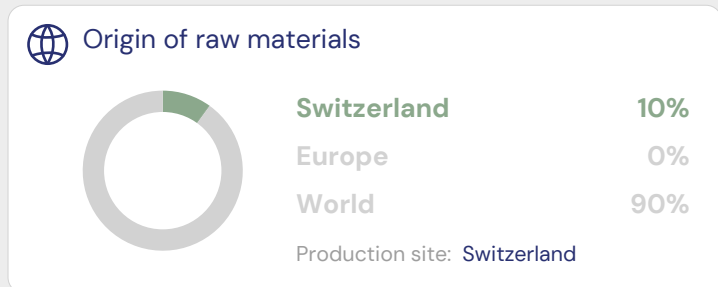 Origin of raw materials
Switzerland 10%
Europe 0%
World 90%
Production site: Switzerland